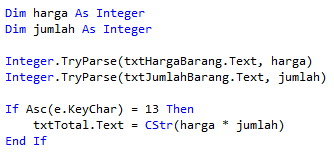 Dim harga As Integer
Dim jumlah As Integer
Integer.TryParse(txtHargaBarang.Text, harga)
Integer.TryParse(txtJumlahBarang.Text, jumlah)
If Asc(e.KeyChar) = 13 Then
    txtTotal.Text = CStr(harga * jumlah)
End If